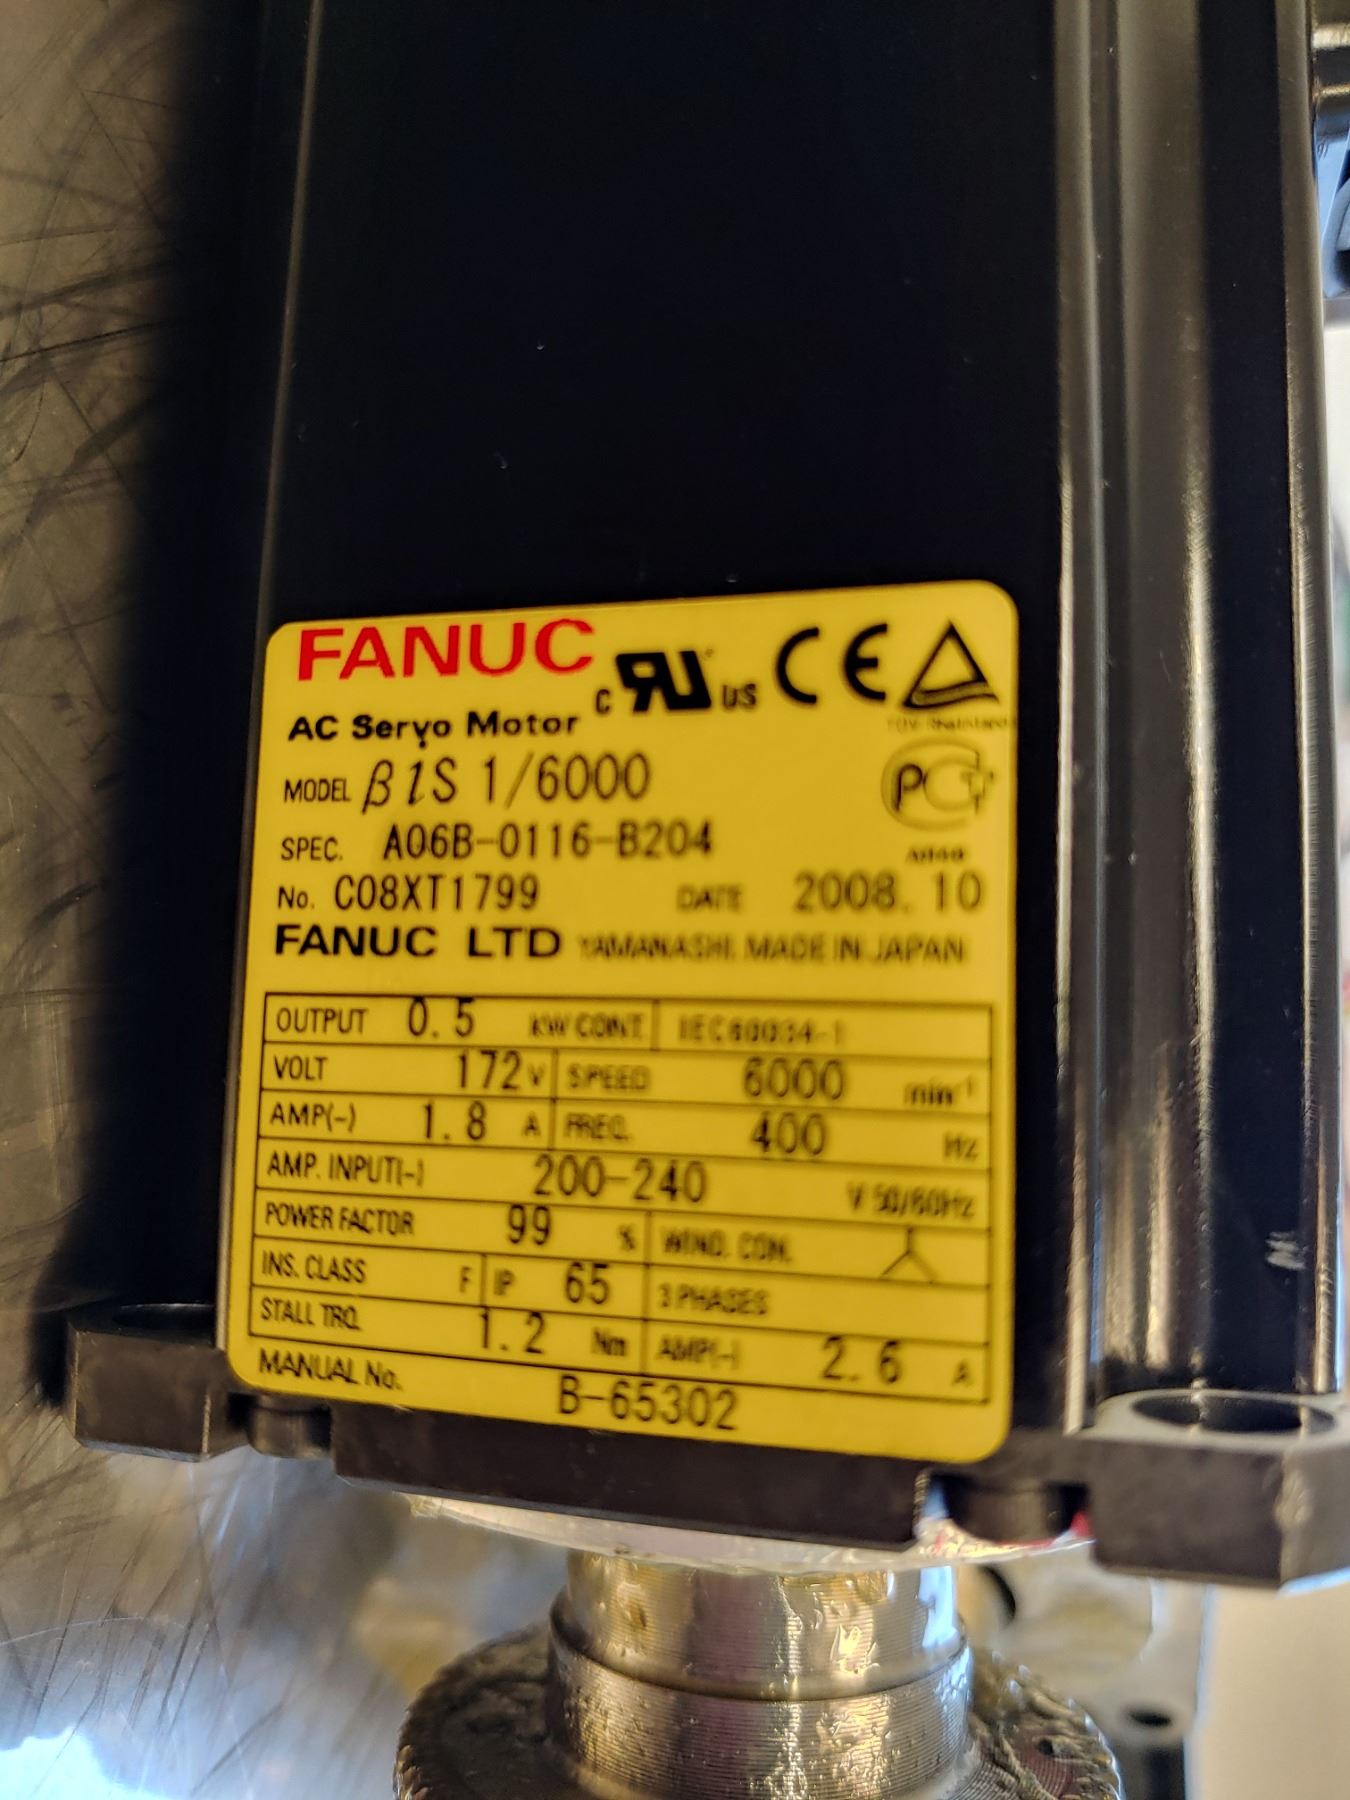 FANUC
c RU US CE
TÜV Rheinland
AC Servo Motor
MODEL βiS 1/6000
SPEC. A06B-0116-B204
No. C08XT1799 DATE 2008.10
FANUC LTD YAMANASHI, MADE IN JAPAN
OUTPUT 0.5 kW CONT. IEC60034-1
VOLT 172 V SPEED 6000 min-1
AMP(~) 1.8 A FREQ. 400 Hz
AMP. INPUT(~) 200-240 V 50/60Hz
POWER FACTOR 99 % WIND. CON.
INS. CLASS F IP 65 3 PHASES
STALL TRQ. 1.2 Nm AMP(~) 2.6 A
MANUAL No. B-65302